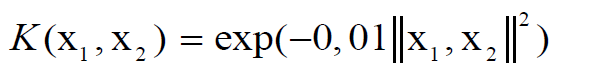 K(x₁, x₂) = exp(−0,01‖x₁, x₂‖²)